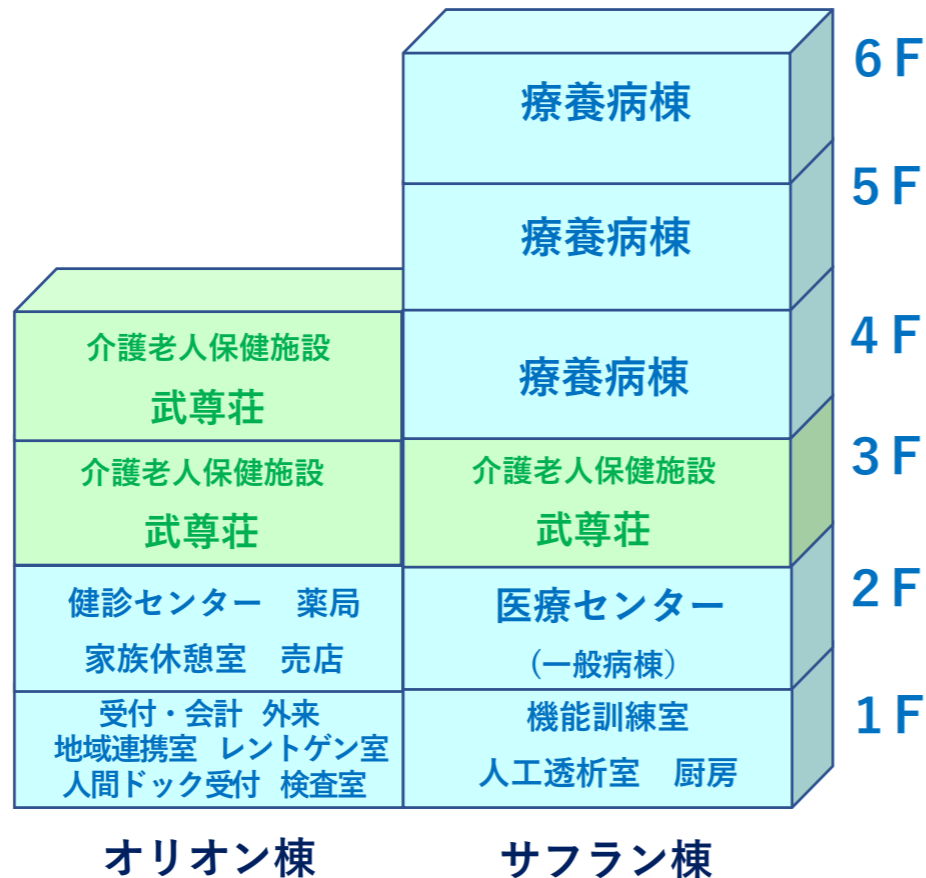 6F
療養病棟
5F
療養病棟
4F
介護老人保健施設
武尊荘
療養病棟
3F
介護老人保健施設
武尊荘
介護老人保健施設
武尊荘
2F
健診センター 薬局
家族休憩室 売店
医療センター
(一般病棟)
1F
受付・会計 外来
地域連携室 レントゲン室
人間ドック受付 検査室
機能訓練室
人工透析室 厨房
オリオン棟
サフラン棟